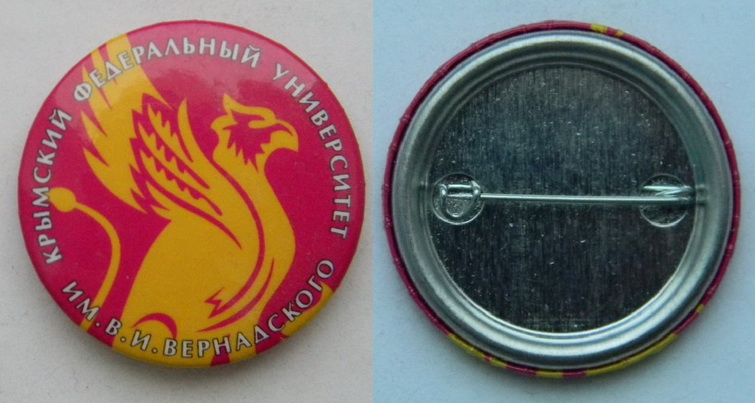 КРЫМСКИЙ ФЕДЕРАЛЬНЫЙ УНИВЕРСИТЕТ
ИМ. В. И. ВЕРНАДСКОГО